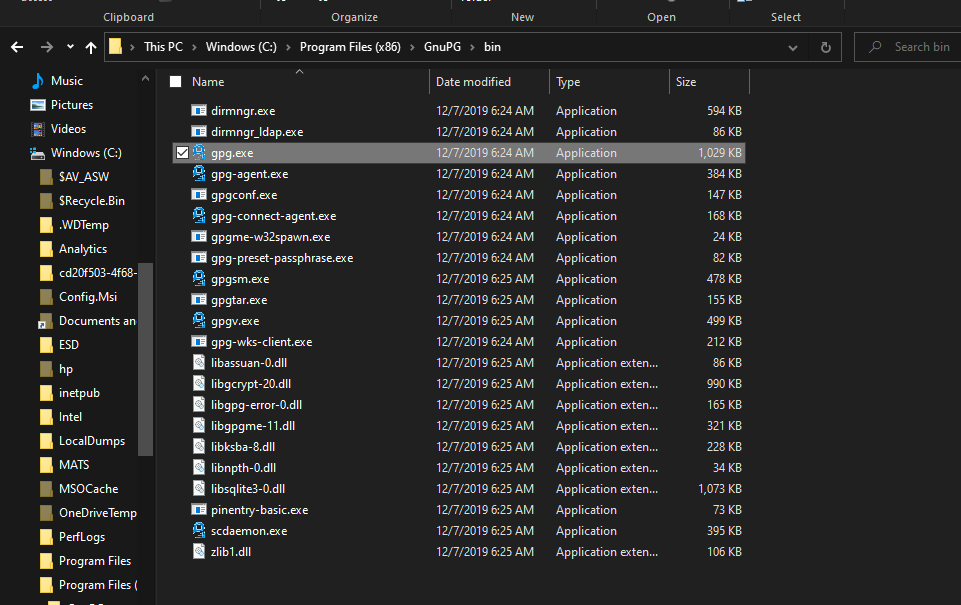 Clipboard Organize New Open Select
This PC Windows (C:) Program Files (x86) GnuPG bin Search bin
Music
Pictures
Videos
Windows (C:)
$AV_ASW
$Recycle.Bin
.WDTemp
Analytics
cd20f503-4f68-
Config.Msi
Documents an
ESD
hp
inetpub
Intel
LocalDumps
MATS
MSOCache
OneDriveTemp
PerfLogs
Program Files
Program Files (
Name Date modified Type Size
dirmngr.exe 12/7/2019 6:24 AM Application 594 KB
dirmngr_ldap.exe 12/7/2019 6:24 AM Application 86 KB
gpg.exe 12/7/2019 6:24 AM Application 1,029 KB
gpg-agent.exe 12/7/2019 6:24 AM Application 384 KB
gpgconf.exe 12/7/2019 6:24 AM Application 147 KB
gpg-connect-agent.exe 12/7/2019 6:24 AM Application 168 KB
gpgme-w32spawn.exe 12/7/2019 6:24 AM Application 24 KB
gpg-preset-passphrase.exe 12/7/2019 6:24 AM Application 82 KB
gpgsm.exe 12/7/2019 6:25 AM Application 478 KB
gpgtar.exe 12/7/2019 6:25 AM Application 155 KB
gpgv.exe 12/7/2019 6:25 AM Application 499 KB
gpg-wks-client.exe 12/7/2019 6:24 AM Application 212 KB
libassuan-0.dll 12/7/2019 6:25 AM Application exten... 86 KB
libgcrypt-20.dll 12/7/2019 6:25 AM Application exten... 990 KB
libgpg-error-0.dll 12/7/2019 6:25 AM Application exten... 165 KB
libgpgme-11.dll 12/7/2019 6:25 AM Application exten... 321 KB
libksba-8.dll 12/7/2019 6:25 AM Application exten... 228 KB
libnpth-0.dll 12/7/2019 6:25 AM Application exten... 34 KB
libsqlite3-0.dll 12/7/2019 6:25 AM Application exten... 1,073 KB
pinentry-basic.exe 12/7/2019 6:25 AM Application 73 KB
scdaemon.exe 12/7/2019 6:25 AM Application 395 KB
zlib1.dll 12/7/2019 6:25 AM Application exten... 106 KB